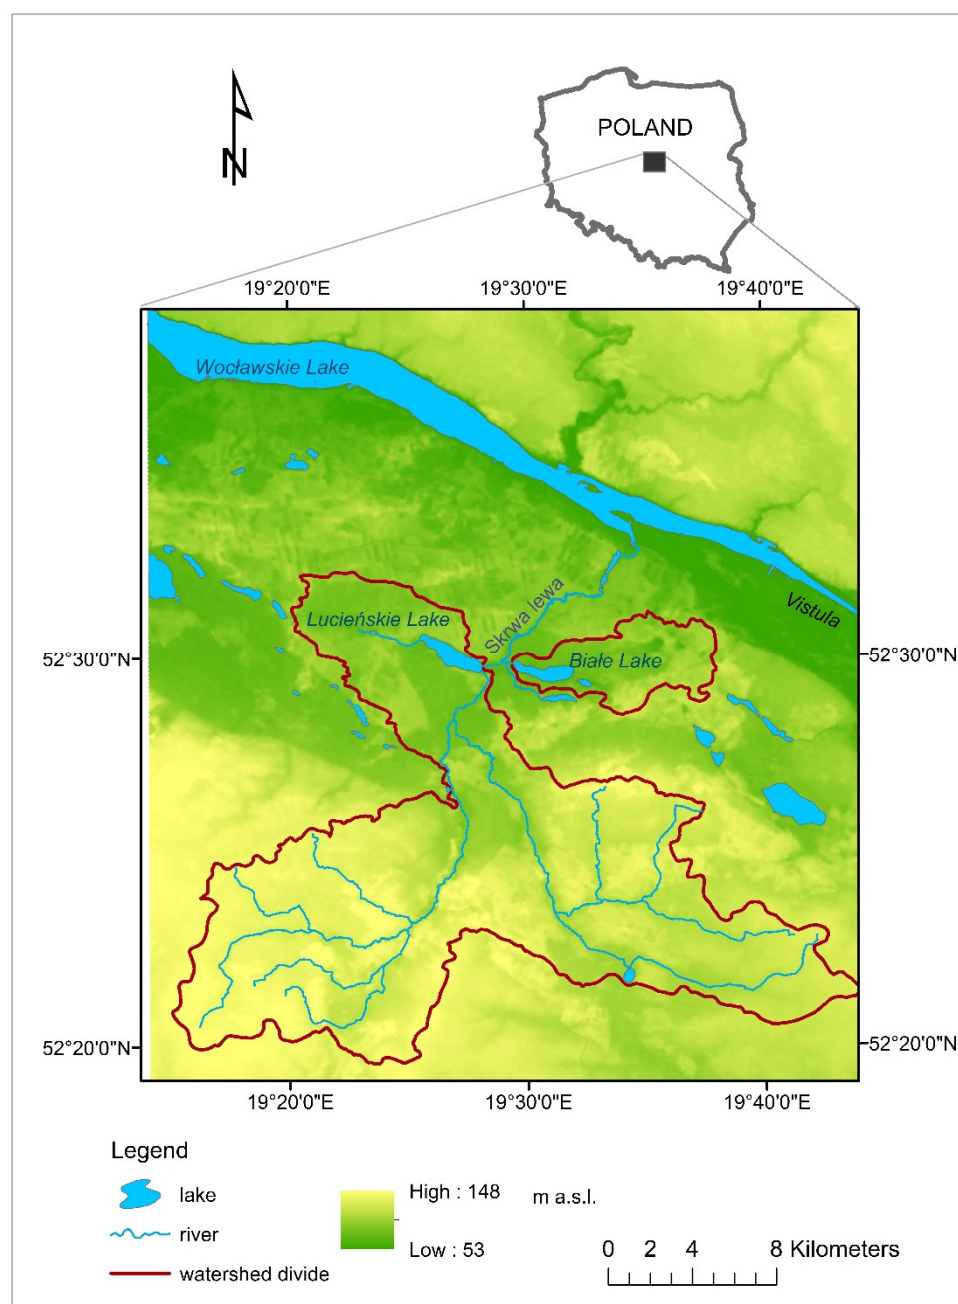 POLAND
N
19°20'0"E 19°30'0"E 19°40'0"E
Wocławskie Lake
Vistula
Skrwa lewa
Lucieńskie Lake
Białe Lake
52°30'0"N 52°30'0"N
52°20'0"N 52°20'0"N
19°20'0"E 19°30'0"E 19°40'0"E
Legend
lake
river
watershed divide
High : 148
m a.s.l.
Low : 53
0 2 4 8 Kilometers